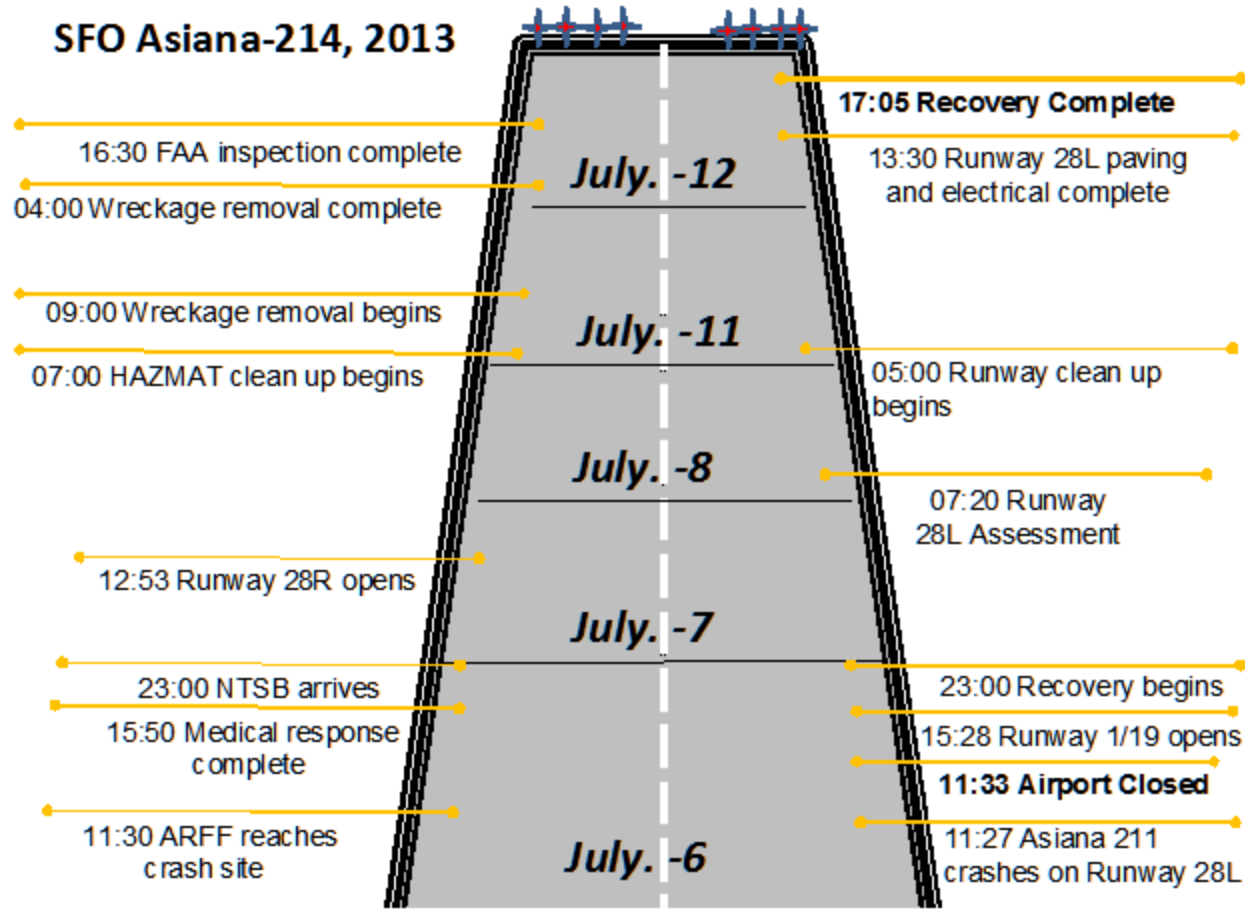 SFO Asiana-214, 2013
17:05 Recovery Complete
16:30 FAA inspection complete
13:30 Runway 28L paving
and electrical complete
July. -12
04:00 Wreckage removal complete
09:00 Wreckage removal begins
July. -11
07:00 HAZMAT clean up begins
05:00 Runway clean up
begins
July. -8
07:20 Runway
28L Assessment
12:53 Runway 28R opens
July. -7
23:00 NTSB arrives
23:00 Recovery begins
15:50 Medical response
complete
15:28 Runway 1/19 opens
11:33 Airport Closed
11:30 ARFF reaches
crash site
July. -6
11:27 Asiana 211
crashes on Runway 28L